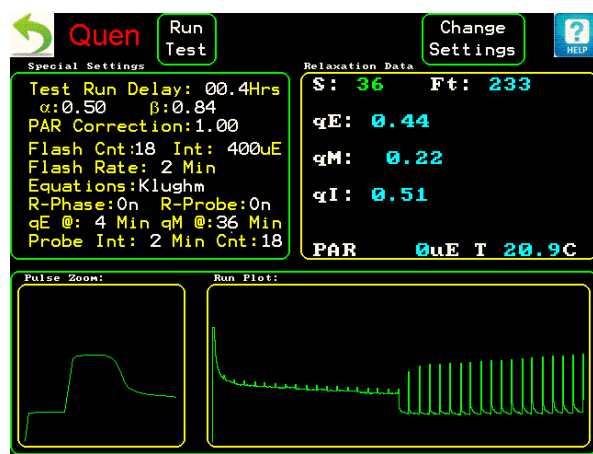 Quen
Run
Test
Change
Settings
?
HELP
Special Settings
Test Run Delay: 00.4Hrs
α:0.50 β:0.84
PAR Correction:1.00
Flash Cnt:18 Int: 400uE
Flash Rate: 2 Min
Equations:Klughm
R-Phase:On R-Probe:On
qE @: 4 Min qM @:36 Min
Probe Int: 2 Min Cnt:18
Relaxation Data
S: 36 Ft: 233
qE: 0.44
qM: 0.22
qI: 0.51
PAR 0uE T 20.9C
Pulse Zoom:
Run Plot: